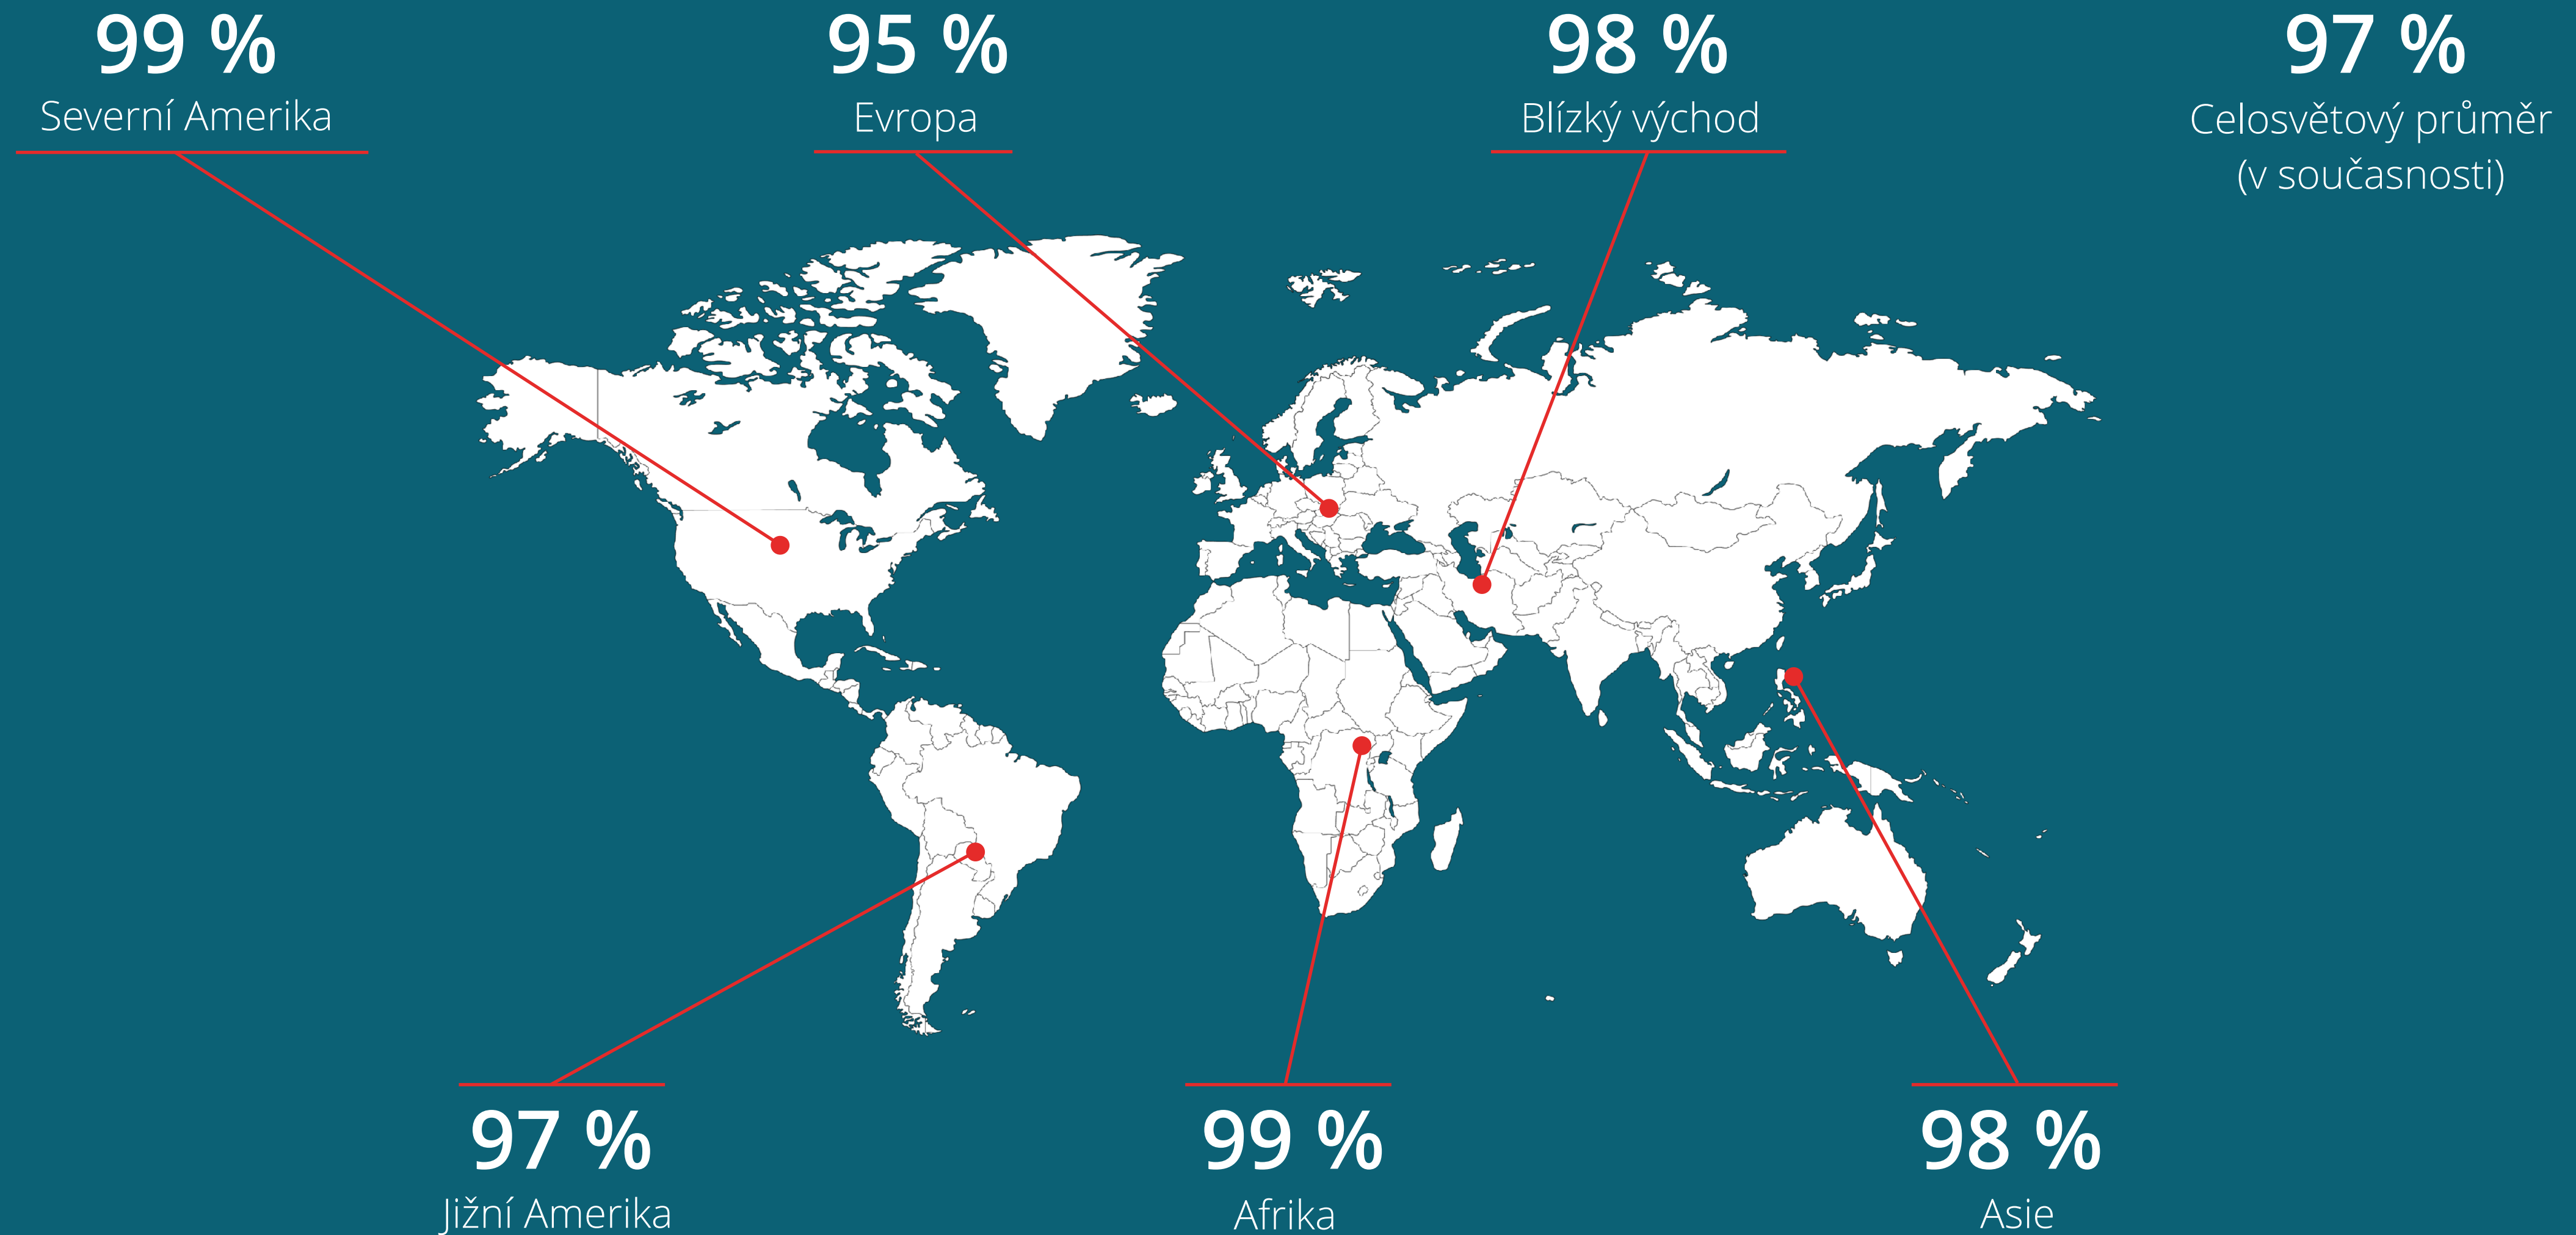 99 %
Severní Amerika
95 %
Evropa
98 %
Blízký východ
97 %
Celosvětový průměr
(v současnosti)
97 %
Jižní Amerika
99 %
Afrika
98 %
Asie